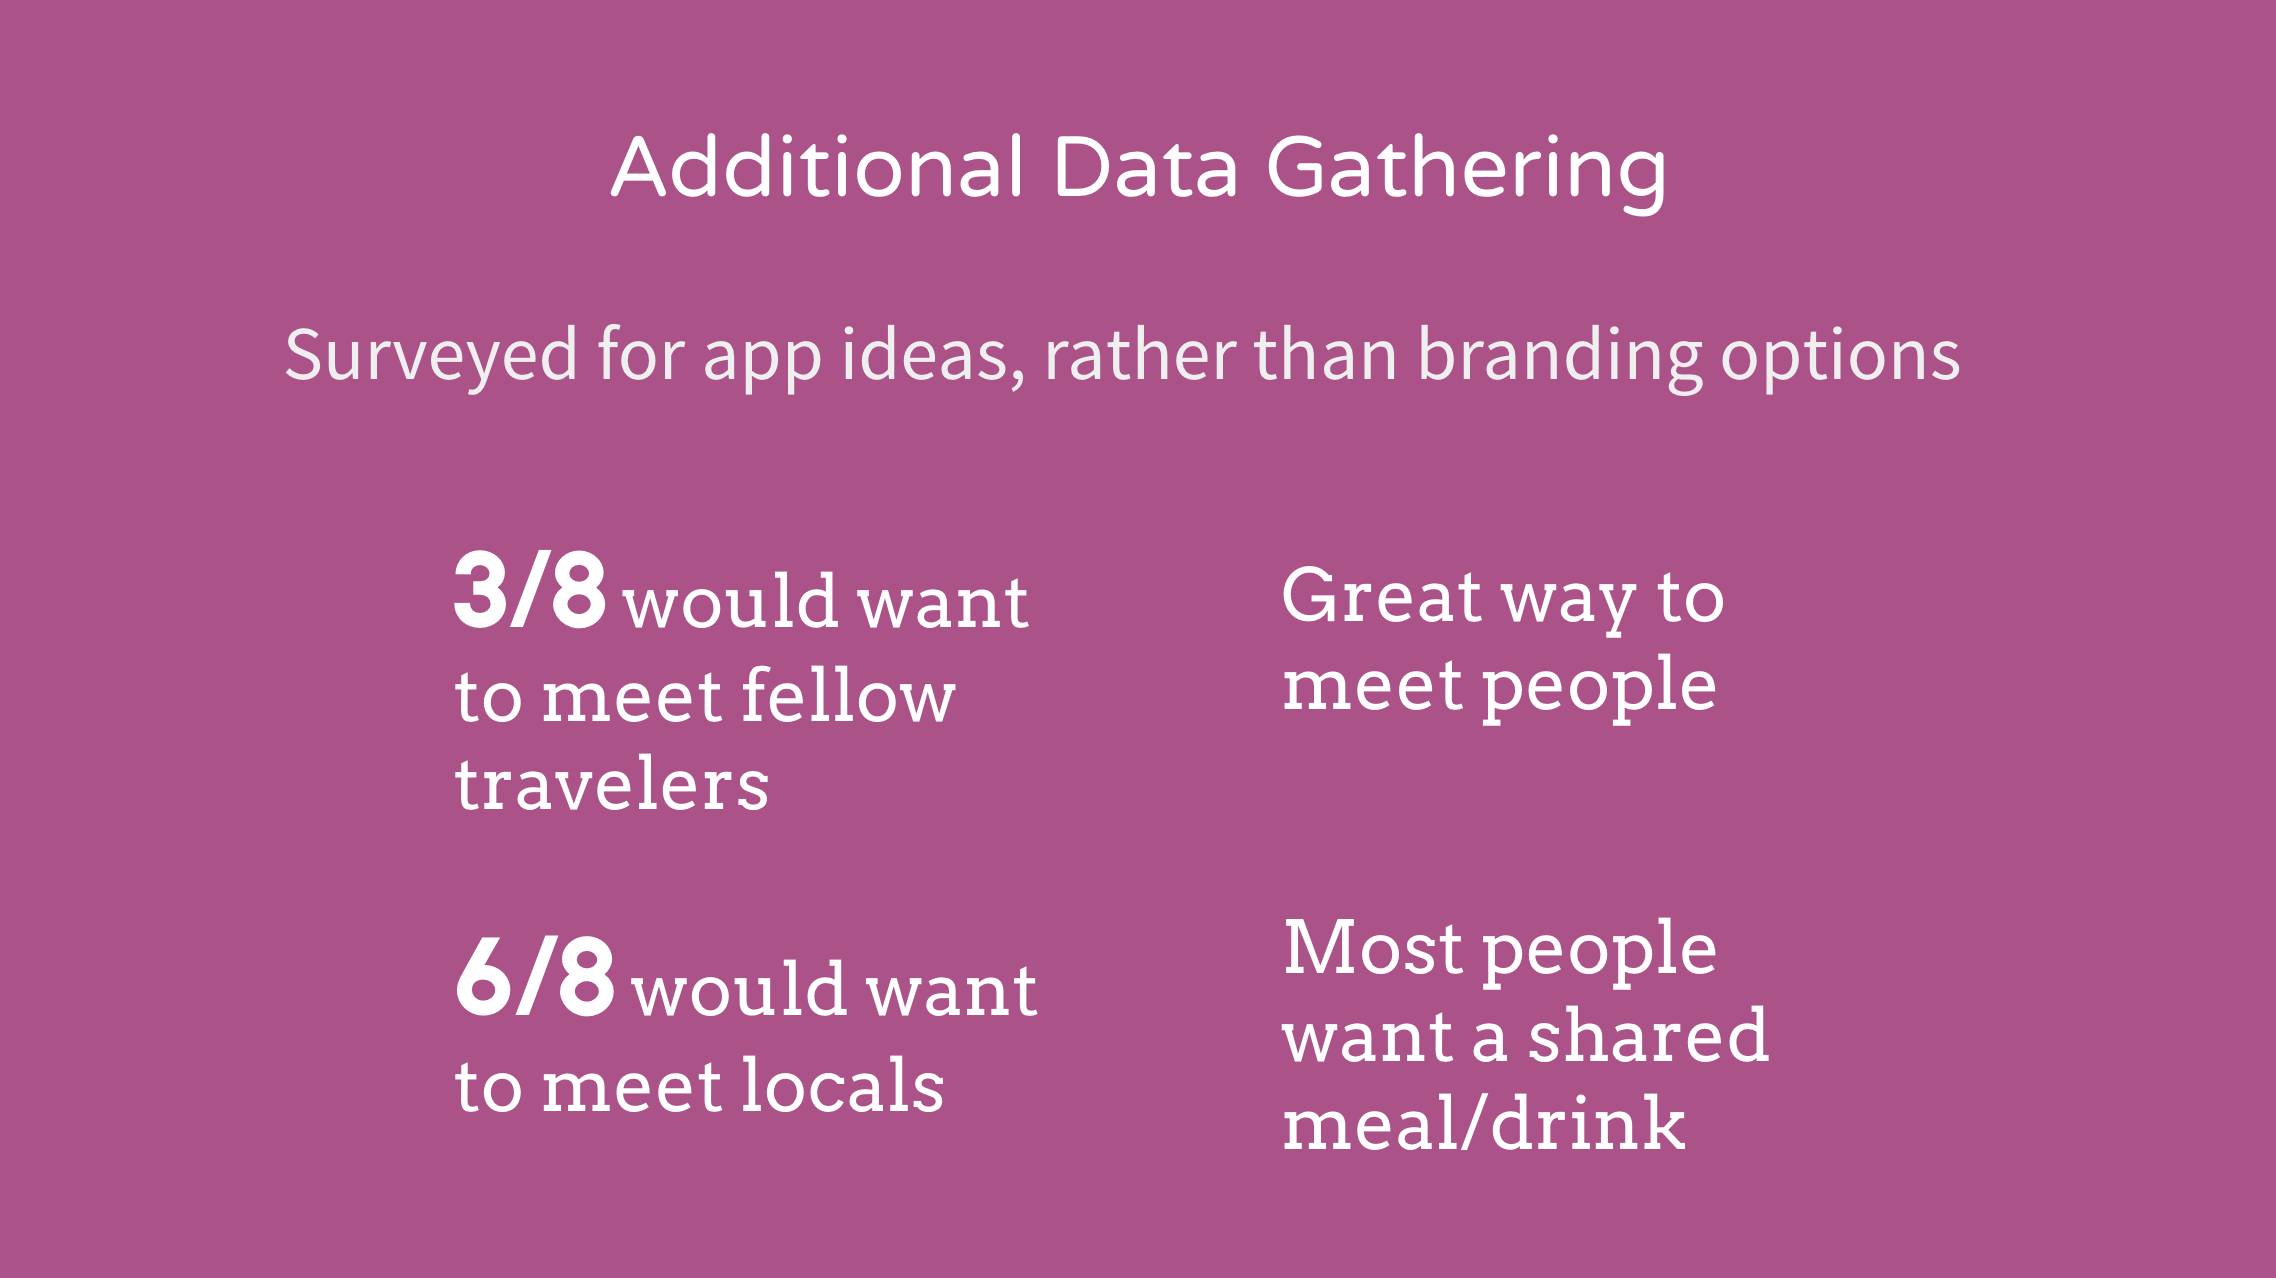 Additional Data Gathering
Surveyed for app ideas, rather than branding options
3/8 would want
to meet fellow
travelers
Great way to
meet people
6/8 would want
to meet locals
Most people
want a shared
meal/drink